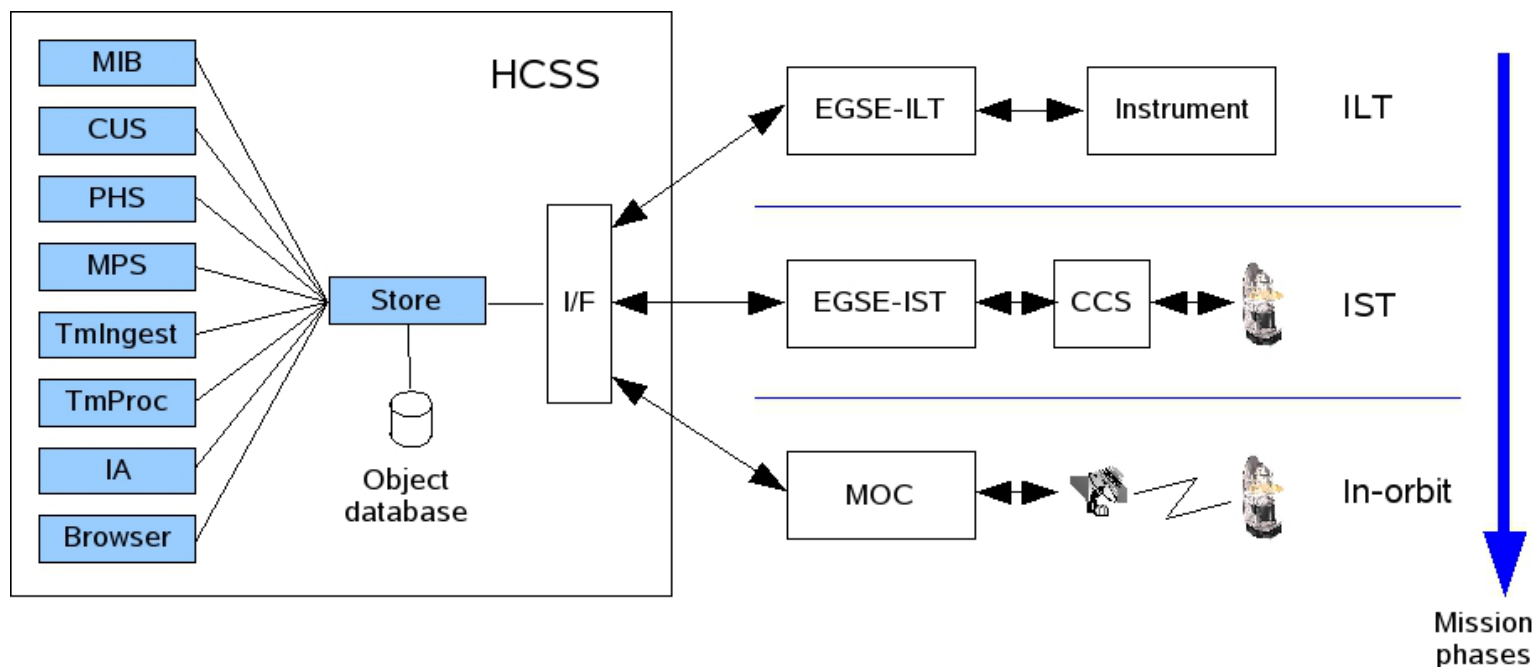 HCSS
MIB
CUS
PHS
MPS
TmIngest
TmProc
IA
Browser
Store
Object
database
I/F
EGSE-ILT
Instrument
ILT
EGSE-IST
CCS
IST
MOC
In-orbit
Mission
phases